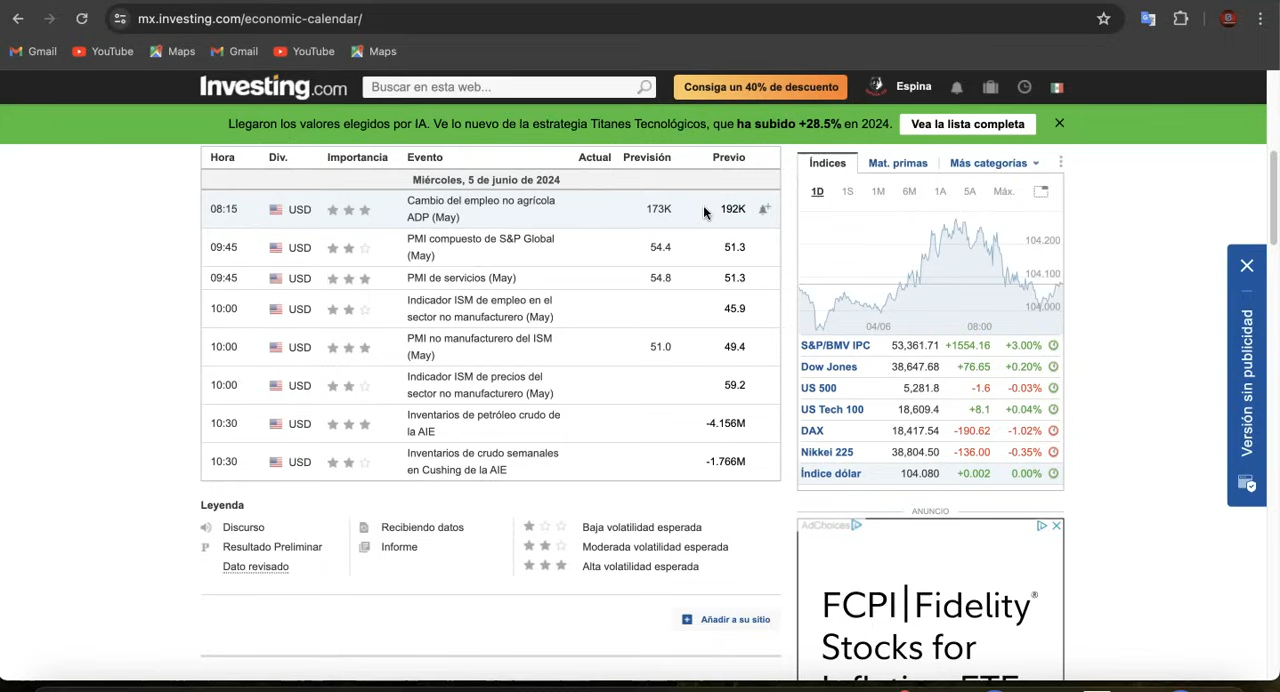 mx.investing.com/economic-calendar/
Gmail YouTube Maps Gmail YouTube Maps
Investing.com Buscar en esta web... Consiga un 40% de descuento Espina
Llegaron los valores elegidos por IA. Ve lo nuevo de la estrategia Titanes Tecnológicos, que ha subido +28.5% en 2024. Vea la lista completa
Hora Div. Importancia Evento Actual Previsión Previo
Miércoles, 5 de junio de 2024
08:15 USD Cambio del empleo no agrícola 173K 192K
ADP (May)
09:45 USD PMI compuesto de S&P Global 54.4 51.3
(May)
09:45 USD PMI de servicios (May) 54.8 51.3
10:00 USD Indicador ISM de empleo en el 45.9
sector no manufacturero (May)
10:00 USD PMI no manufacturero del ISM 51.0 49.4
(May)
10:00 USD Indicador ISM de precios del 59.2
sector no manufacturero (May)
10:30 USD Inventarios de petróleo crudo de -4.156M
la AIE
10:30 USD Inventarios de crudo semanales -1.766M
en Cushing de la AIE
Leyenda
Discurso Recibiendo datos Baja volatilidad esperada
P Resultado Preliminar Informe Moderada volatilidad esperada
Dato revisado Alta volatilidad esperada
Añadir a su sitio
Índices Mat. primas Más categorías
1D 1S 1M 6M 1A 5A Máx.
104.200
104.100
104.000
04/06 08:00
S&P/BMV IPC 53,361.71 +1554.16 +3.00%
Dow Jones 38,647.68 +76.65 +0.20%
US 500 5,281.8 -1.6 -0.03%
US Tech 100 18,609.4 +8.1 +0.04%
DAX 18,417.54 -190.62 -1.02%
Nikkei 225 38,804.50 -136.00 -0.35%
Índice dólar 104.080 +0.002 0.00%
ANUNCIO
AdChoices
FCPI|Fidelity®
Stocks for
Inflation ETF
Versión sin publicidad